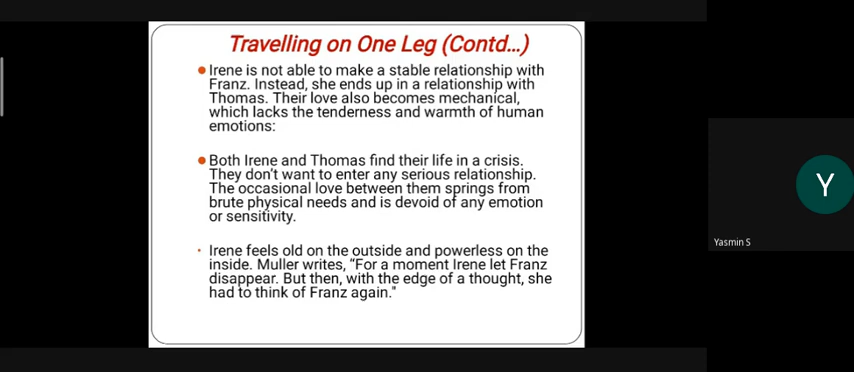 Travelling on One Leg (Contd...)
Irene is not able to make a stable relationship with
Franz. Instead, she ends up in a relationship with
Thomas. Their love also becomes mechanical,
which lacks the tenderness and warmth of human
emotions:
Both Irene and Thomas find their life in a crisis.
They don't want to enter any serious relationship.
The occasional love between them springs from
brute physical needs and is devoid of any emotion
or sensitivity.
Irene feels old on the outside and powerless on the
inside. Muller writes, “For a moment Irene let Franz
disappear. But then, with the edge of a thought, she
had to think of Franz again."
Y
Yasmin S